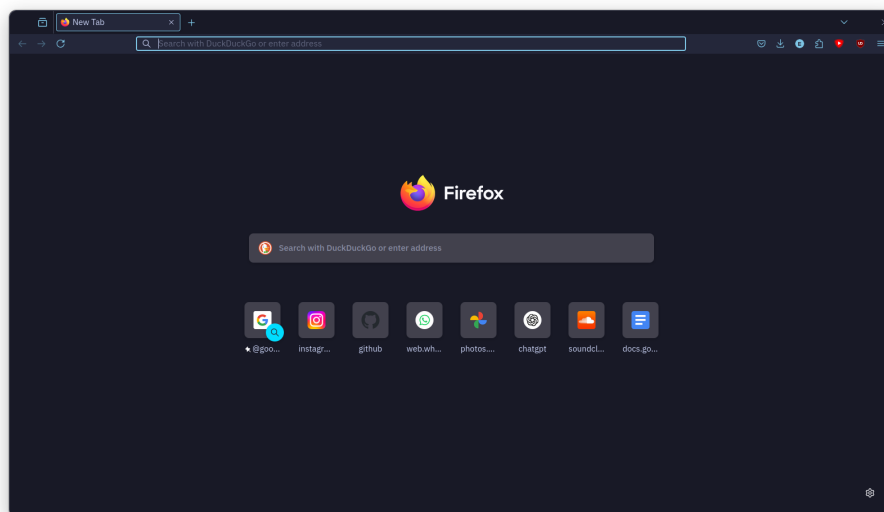 New Tab
Search with DuckDuckGo or enter address
Firefox
Search with DuckDuckGo or enter address
@goo...
instagr...
github
web.wh...
photos....
chatgpt
soundcl...
docs.go...